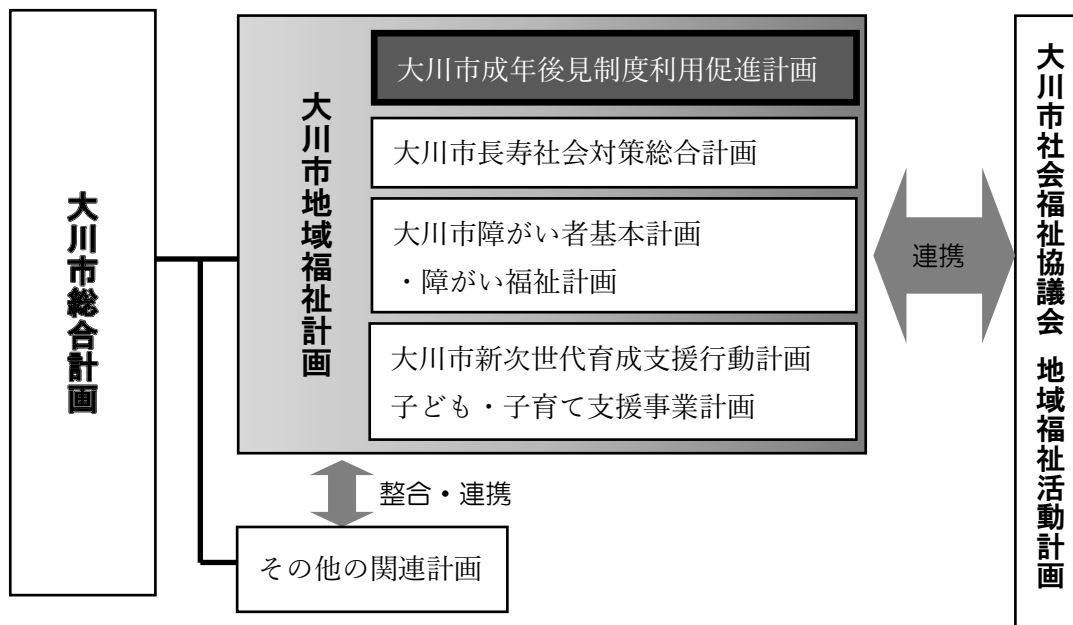 大川市総合計画
大川市地域福祉計画
大川市成年後見制度利用促進計画
大川市長寿社会対策総合計画
大川市障がい者基本計画
・障がい福祉計画
大川市新次世代育成支援行動計画
子ども・子育て支援事業計画
整合・連携
その他の関連計画
連携
大川市社会福祉協議会 地域福祉活動計画